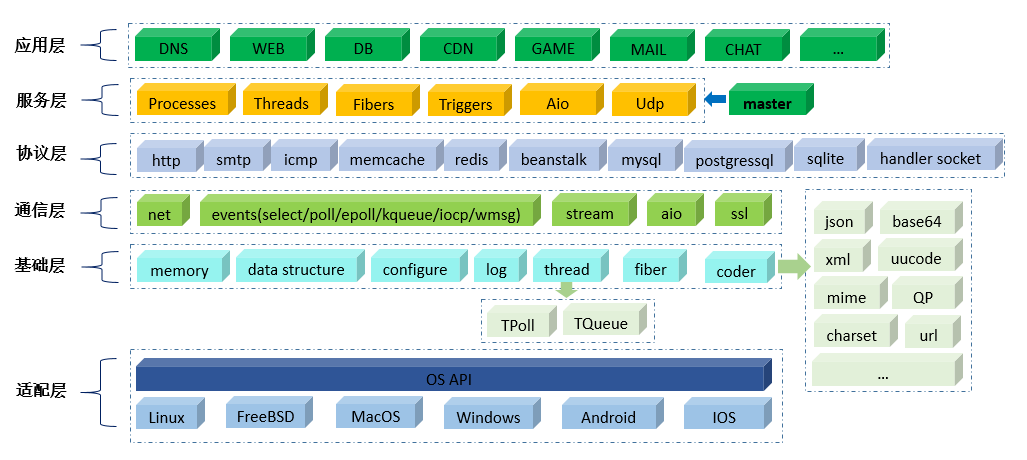 应用层 DNS WEB DB CDN GAME MAIL CHAT ...
服务层 Processes Threads Fibers Triggers Aio Udp master
协议层 http smtp icmp memcache redis beanstalk mysql postgressql sqlite handler socket
通信层 net events(select/poll/epoll/kqueue/iocp/wmsg) stream aio ssl
基础层 memory data structure configure log thread fiber coder
json base64
xml uucode
mime QP
charset url
...
TPoll TQueue
适配层 OS API
Linux FreeBSD MacOS Windows Android IOS